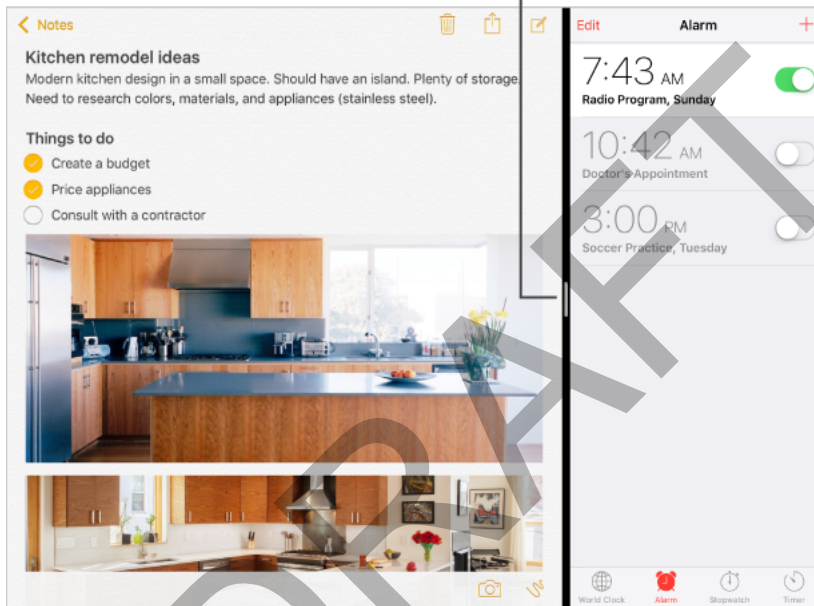 Notes
Kitchen remodel ideas
Modern kitchen design in a small space. Should have an island. Plenty of storage.
Need to research colors, materials, and appliances (stainless steel).
Things to do
Create a budget
Price appliances
Consult with a contractor
Edit
Alarm
7:43 AM
Radio Program, Sunday
10:42 AM
Doctor's Appointment
3:00 PM
Soccer Practice, Tuesday
World Clock
Alarm
Stopwatch
Timer
DRAFT